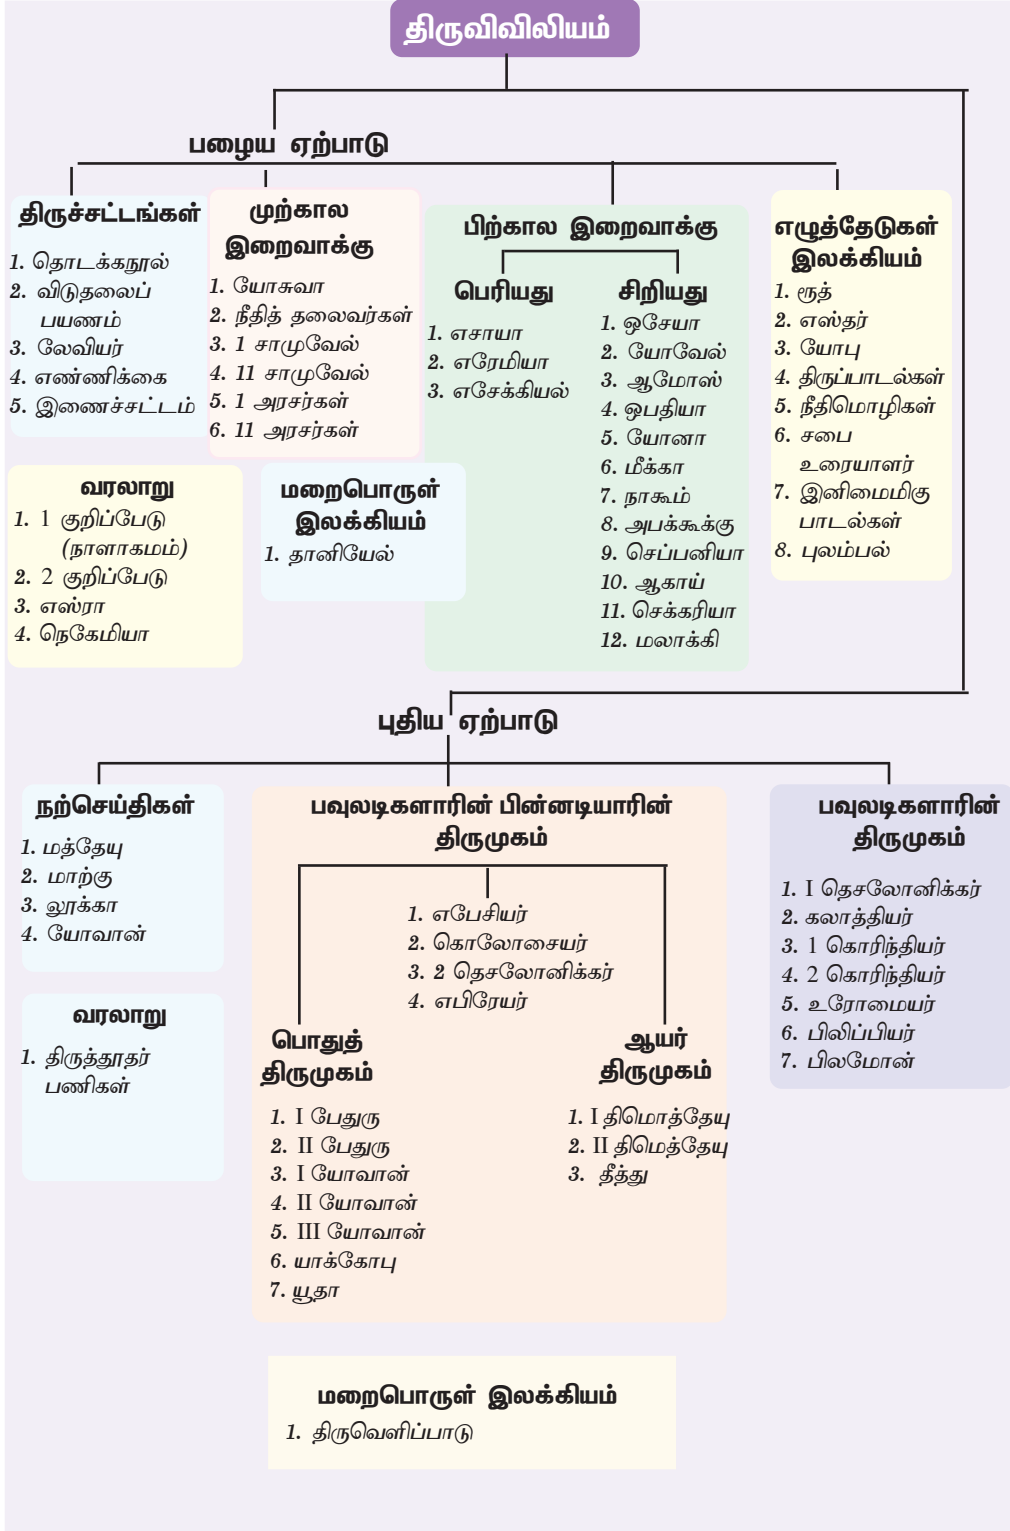 திருவிவிலியம்
பழைய ஏற்பாடு
திருச்சட்டங்கள்
1. தொடக்கநூல்
2. விடுதலைப்
பயணம்
3. லேவியர்
4. எண்ணிக்கை
5. இணைச்சட்டம்
முற்கால
இறைவாக்கு
1. யோசுவா
2. நீதித் தலைவர்கள்
3. 1 சாமுவேல்
4. 11 சாமுவேல்
5. 1 அரசர்கள்
6. 11 அரசர்கள்
பிற்கால இறைவாக்கு
பெரியது
1. எசாயா
2. எரேமியா
3. எசேக்கியல்
சிறியது
1. ஒசேயா
2. யோவேல்
3. ஆமோஸ்
4. ஒபதியா
5. யோனா
6. மீக்கா
7. நாகூம்
8. அபக்கூக்கு
9. செப்பனியா
10. ஆகாய்
11. செக்கரியா
12. மலாக்கி
எழுத்தேடுகள்
இலக்கியம்
1. ரூத்
2. எஸ்தர்
3. யோபு
4. திருப்பாடல்கள்
5. நீதிமொழிகள்
6. சபை
உரையாளர்
7. இனிமைமிகு
பாடல்கள்
8. புலம்பல்
வரலாறு
1. 1 குறிப்பேடு
(நாளாகமம்)
2. 2 குறிப்பேடு
3. எஸ்ரா
4. நெகேமியா
மறைபொருள்
இலக்கியம்
1. தானியேல்
புதிய ஏற்பாடு
நற்செய்திகள்
1. மத்தேயு
2. மாற்கு
3. லூக்கா
4. யோவான்
வரலாறு
1. திருத்தூதர்
பணிகள்
பவுலடிகளாரின் பின்னடியாரின்
திருமுகம்
1. எபேசியர்
2. கொலோசையர்
3. 2 தெசலோனிக்கர்
4. எபிரேயர்
பொதுத்
திருமுகம்
1. I பேதுரு
2. II பேதுரு
3. I யோவான்
4. II யோவான்
5. III யோவான்
6. யாக்கோபு
7. யூதா
ஆயர்
திருமுகம்
1. I திமொத்தேயு
2. II திமெத்தேயு
3. தீத்து
பவுலடிகளாரின்
திருமுகம்
1. I தெசலோனிக்கர்
2. கலாத்தியர்
3. 1 கொரிந்தியர்
4. 2 கொரிந்தியர்
5. உரோமையர்
6. பிலிப்பியர்
7. பிலமோன்
மறைபொருள் இலக்கியம்
1. திருவெளிப்பாடு